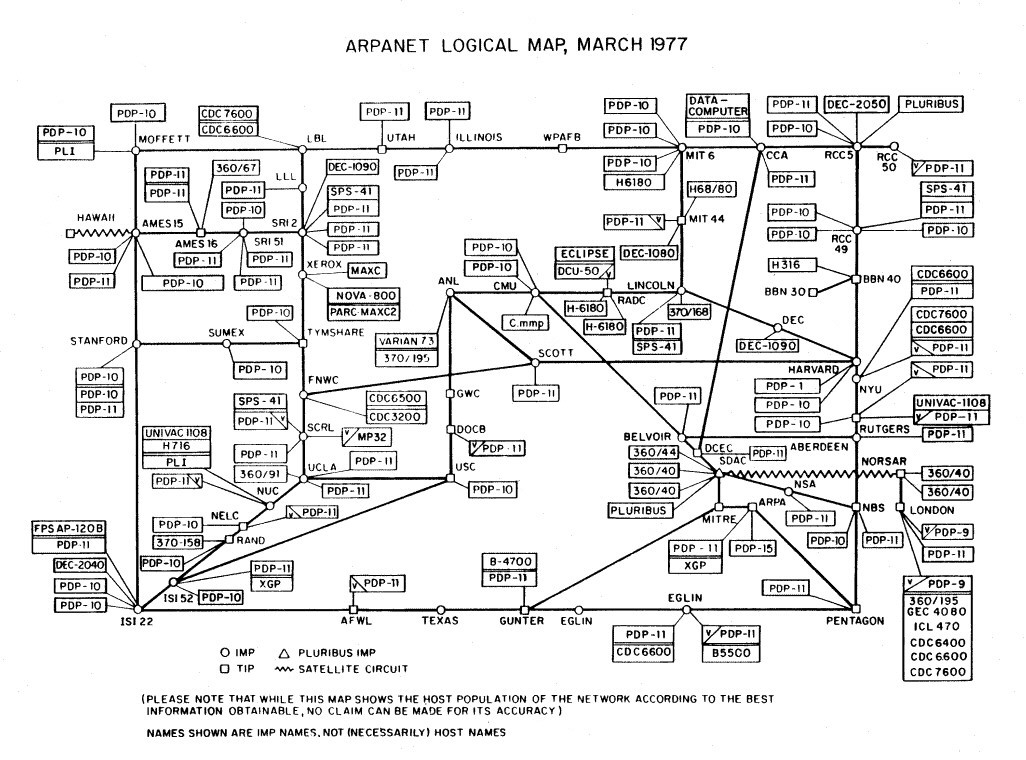 ARPANET LOGICAL MAP, MARCH 1977
PDP-10
CDC 7600
CDC 6600
PDP-11
PDP-11
PDP-10
PDP-10
DATA-
COMPUTER
PDP-10
PDP-11
PDP-10
DEC-2050
PLURIBUS
PDP-10
PLI
MOFFETT
LBL
UTAH
ILLINOIS
WPAFB
MIT 6
CCA
RCC 5
RCC
50
V PDP-11
PDP-11
PDP-10
H6180
PDP-11
PDP-11
PDP-11
360/67
LLL
PDP-11
DEC-1090
SPS-41
PDP-11
PDP-11
PDP-11
H68/80
PDP-11 V
MIT 44
DEC-1080
PDP-10
PDP-10
RCC
49
SPS-41
PDP-11
PDP-10
HAWAII
AMES 15
AMES 16
PDP-10
SRI 51
SRI 2
PDP-10
PDP-11
PDP-10
PDP-11
PDP-11
PDP-11
XEROX
MAXC
NOVA-800
PARC-MAXC2
PDP-10
PDP-10
ECLIPSE
DCU-50 V
ANL
CMU
RADC
LINCOLN
C.mmp
H-6180
H-6180
370/168
PDP-11
SPS-41
H316
BBN 30
BBN 40
CDC6600
PDP-11
CDC7600
CDC6600
V PDP-11
V PDP-11
DEC
DEC-1090
STANFORD
SUMEX
PDP-10
TYMSHARE
PDP-10
PDP-10
PDP-10
PDP-11
VARIAN 73
370/195
SCOTT
PDP-11
HARVARD
PDP-1
PDP-10
PDP-10
NYU
FNWC
CDC6500
CDC3200
GWC
SPS-41
PDP-11 V
SCRL
V MP32
PDP-11
DOCB
V PDP-11
PDP-11
UNIVAC-1108
V PDP-11
RUTGERS
PDP-11
UNIVAC 1108
H716
PLI
PDP-11 V
360/91
UCLA
PDP-11
PDP-11
USC
PDP-10
BELVOIR
360/44
360/40
360/40
PLURIBUS
DCEC
PDP-11
SDAC
ABERDEEN
NORSAR
360/40
360/40
NUC
NELC
PDP-10
370-158
V PDP-11
RAND
PDP-10
NSA
PDP-11
MITRE
ARPA
PDP-11
XGP
PDP-15
NBS
PDP-10
PDP-11
LONDON
V PDP-9
PDP-11
FPS AP-120B
PDP-11
DEC-2040
PDP-10
PDP-10
PDP-11
XGP
ISI 52
PDP-10
V PDP-11
B-4700
PDP-11
EGLIN
PDP-11
V PDP-9
360/195
GEC 4080
ICL 470
CDC6400
CDC6600
CDC7600
ISI 22
AFWL
TEXAS
GUNTER
EGLIN
PENTAGON
PDP-11
CDC6600
V PDP-11
B5500
IMP
PLURIBUS IMP
TIP
SATELLITE CIRCUIT
(PLEASE NOTE THAT WHILE THIS MAP SHOWS THE HOST POPULATION OF THE NETWORK ACCORDING TO THE BEST
INFORMATION OBTAINABLE, NO CLAIM CAN BE MADE FOR ITS ACCURACY)
NAMES SHOWN ARE IMP NAMES, NOT (NECESSARILY) HOST NAMES